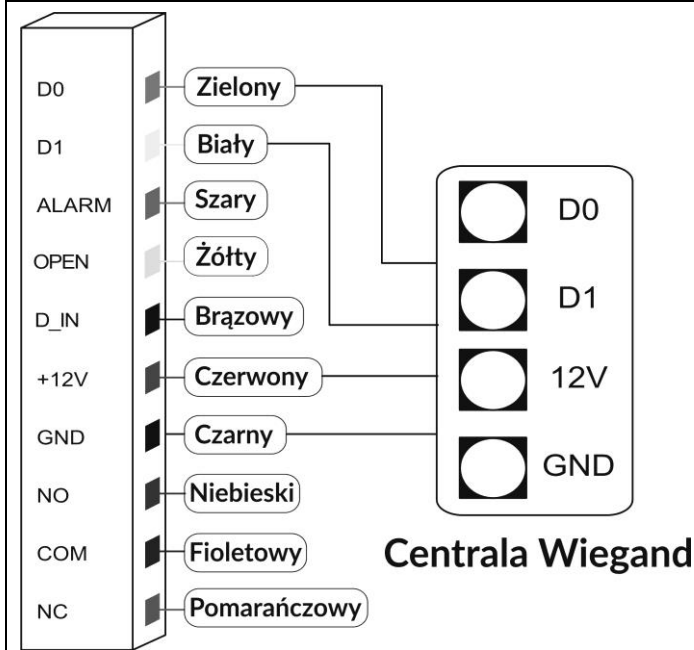 D0 Zielony
D1 Biały
ALARM Szary
OPEN Żółty
D_IN Brązowy
+12V Czerwony
GND Czarny
NO Niebieski
COM Fioletowy
NC Pomarańczowy
D0
D1
12V
GND
Centrala Wiegand